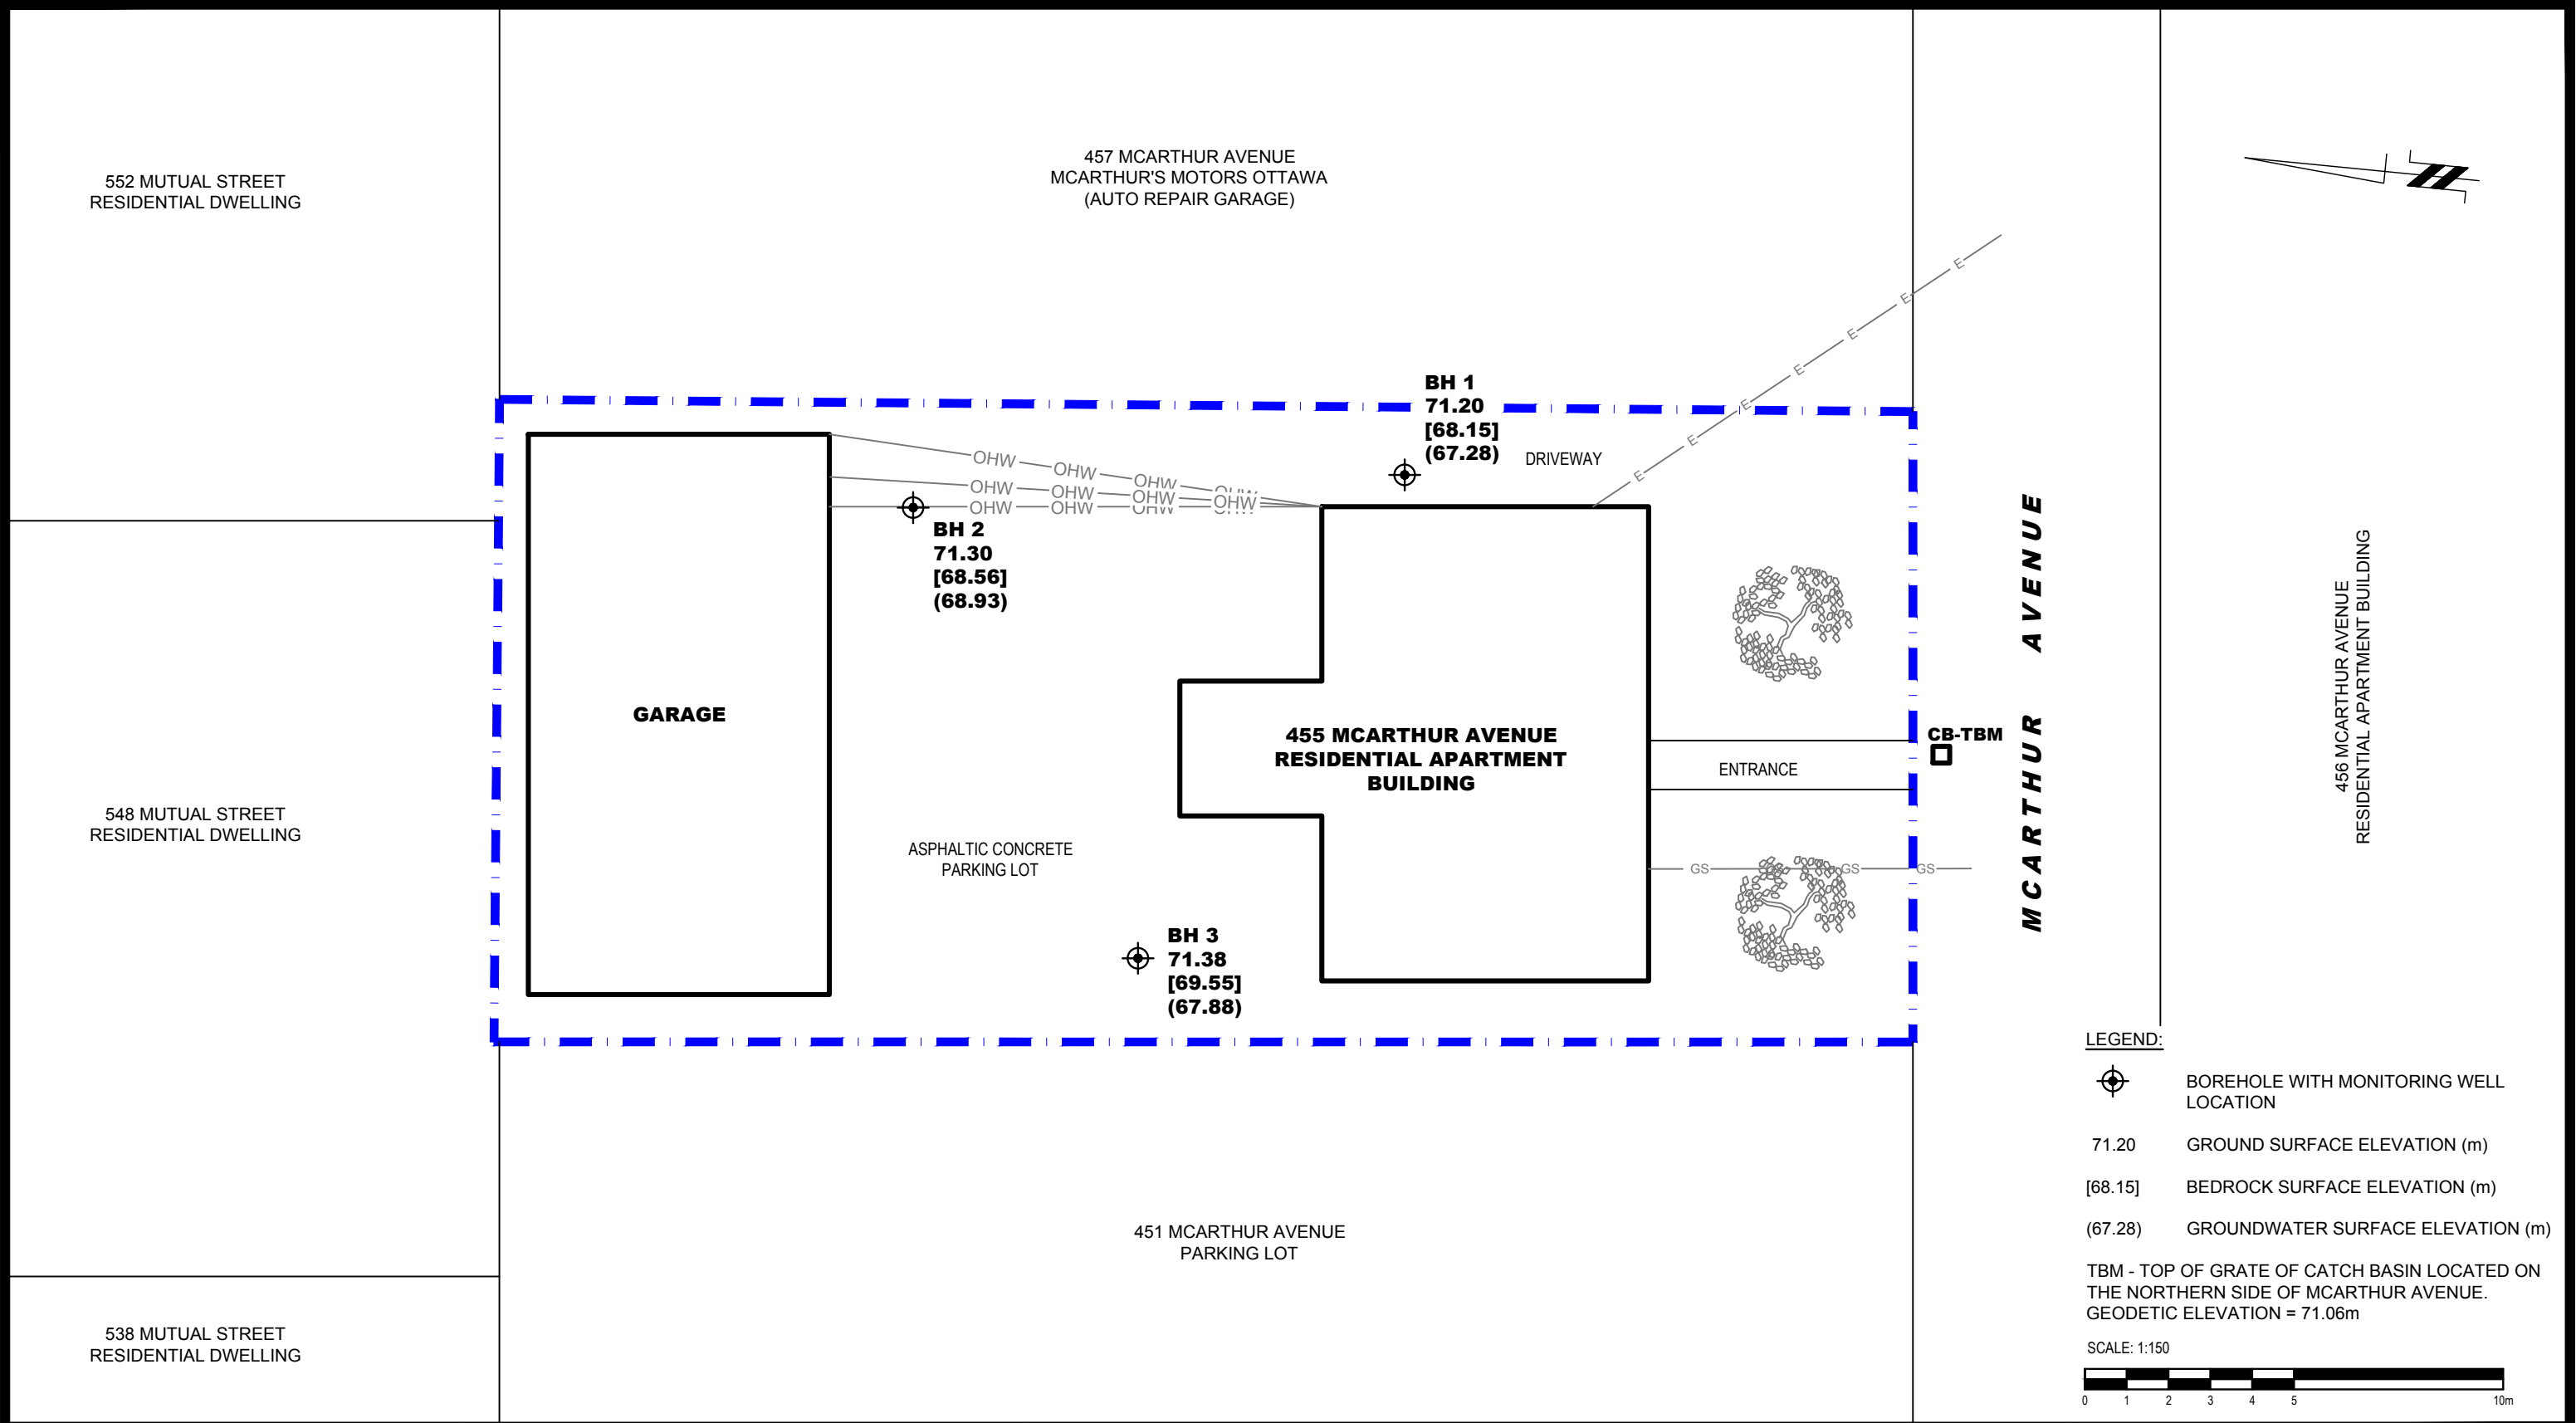 552 MUTUAL STREET
RESIDENTIAL DWELLING
457 MCARTHUR AVENUE
MCARTHUR'S MOTORS OTTAWA
(AUTO REPAIR GARAGE)
E
E
E
E
E
E
E
BH 1
71.20
[68.15]
(67.28)
DRIVEWAY
OHW
OHW
OHW
OHW
OHW
OHW
OHW
OHW
OHW
OHW
OHW
OHW
BH 2
71.30
[68.56]
(68.93)
GARAGE
455 MCARTHUR AVENUE
RESIDENTIAL APARTMENT
BUILDING
ENTRANCE
CB-TBM
MCARTHUR AVENUE
456 MCARTHUR AVENUE
RESIDENTIAL APARTMENT BUILDING
548 MUTUAL STREET
RESIDENTIAL DWELLING
ASPHALTIC CONCRETE
PARKING LOT
GS
GS
GS
BH 3
71.38
[69.55]
(67.88)
451 MCARTHUR AVENUE
PARKING LOT
538 MUTUAL STREET
RESIDENTIAL DWELLING
LEGEND:
BOREHOLE WITH MONITORING WELL
LOCATION
71.20 GROUND SURFACE ELEVATION (m)
[68.15] BEDROCK SURFACE ELEVATION (m)
(67.28) GROUNDWATER SURFACE ELEVATION (m)
TBM - TOP OF GRATE OF CATCH BASIN LOCATED ON
THE NORTHERN SIDE OF MCARTHUR AVENUE.
GEODETIC ELEVATION = 71.06m
SCALE: 1:150
0 1 2 3 4 5 10m